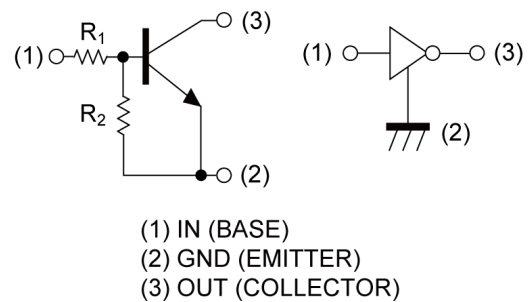 (3)
R1
(1)
R2
(2)
(1)
(3)
(2)
(1) IN (BASE)
(2) GND (EMITTER)
(3) OUT (COLLECTOR)